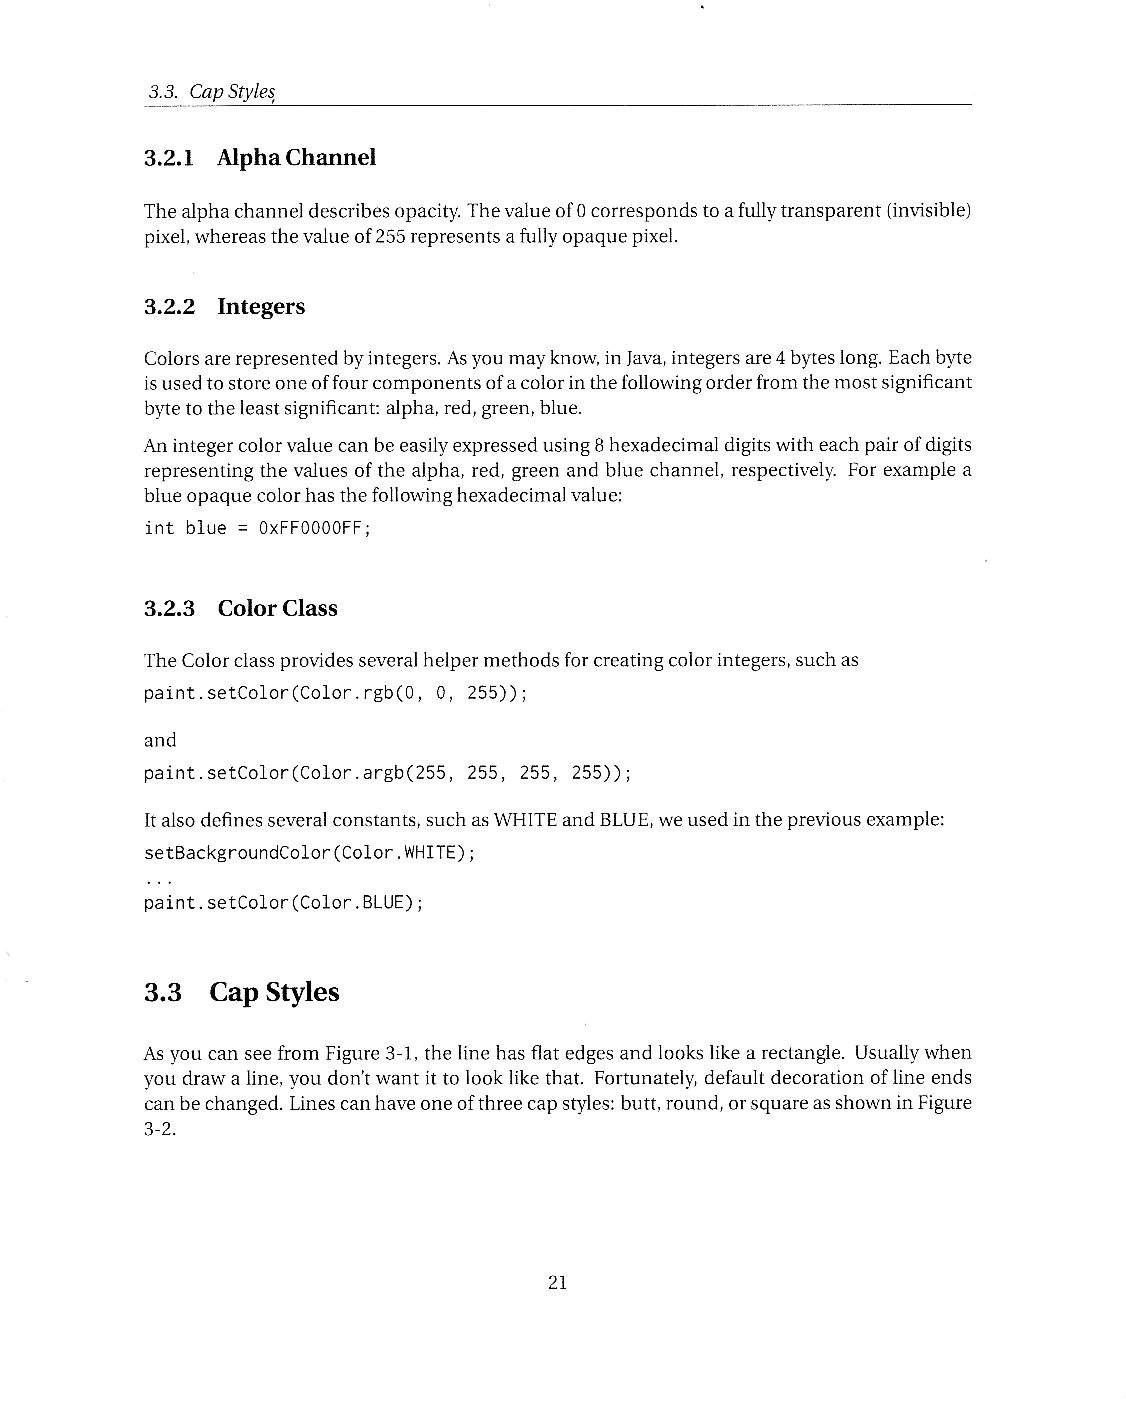 3.3. Cap Styles
3.2.1 Alpha Channel
The alpha channel describes opacity. The value of 0 corresponds to a fully transparent (invisible)
pixel, whereas the value of 255 represents a fully opaque pixel.
3.2.2 Integers
Colors are represented by integers. As you may know, in Java, integers are 4 bytes long. Each byte
is used to store one of four components of a color in the following order from the most significant
byte to the least significant: alpha, red, green, blue.
An integer color value can be easily expressed using 8 hexadecimal digits with each pair of digits
representing the values of the alpha, red, green and blue channel, respectively. For example a
blue opaque color has the following hexadecimal value:
int blue = 0xFF0000FF;
3.2.3 Color Class
The Color class provides several helper methods for creating color integers, such as
paint.setColor(Color.rgb(0, 0, 255));
and
paint.setColor(Color.argb(255, 255, 255, 255));
It also defines several constants, such as WHITE and BLUE, we used in the previous example:
setBackgroundColor(Color.WHITE);
...
paint.setColor(Color.BLUE);
3.3 Cap Styles
As you can see from Figure 3-1, the line has flat edges and looks like a rectangle. Usually when
you draw a line, you don't want it to look like that. Fortunately, default decoration of line ends
can be changed. Lines can have one of three cap styles: butt, round, or square as shown in Figure
3-2.
21